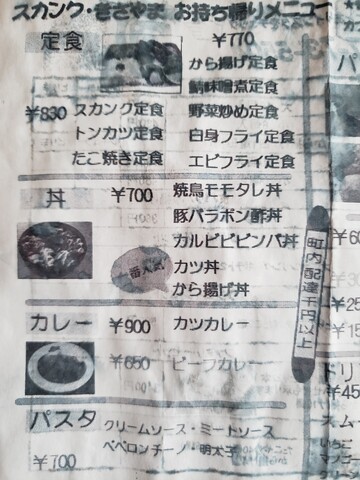 スカンク・きさやま お持ち帰りメニュー
定食
¥770
から揚げ定食
鯖味噌煮定食
¥830 スカンク定食 野菜炒め定食
トンカツ定食 白身フライ定食
たこ焼き定食 エビフライ定食
丼 ¥700 焼鳥モモタレ丼
豚バラポン酢丼
カルビビビンバ丼
一番人気! カツ丼
から揚げ丼
カレー ¥900 カツカレー
¥650 ビーフカレー
パスタ クリームソース・ミートソース
ペペロンチーノ・明太子
¥700
町内配達千円以上